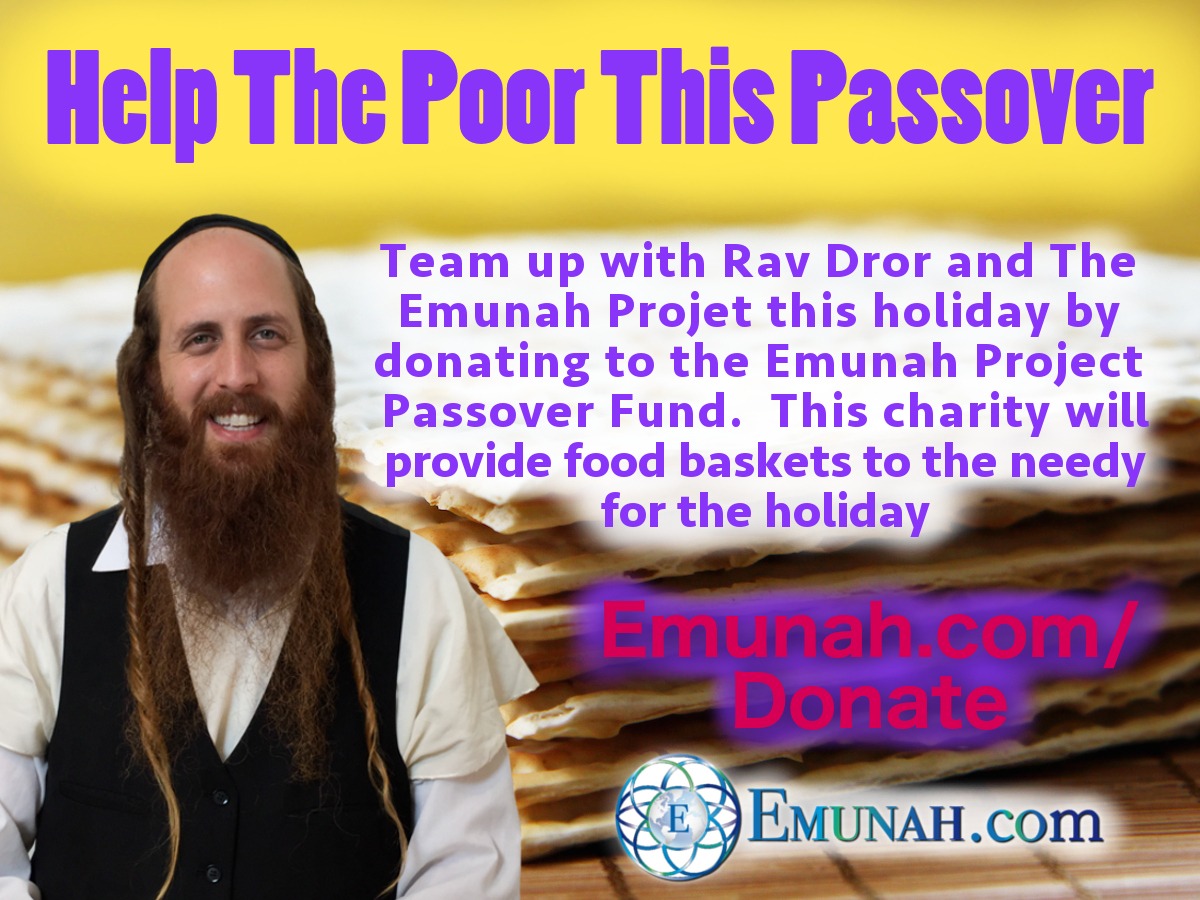 Help The Poor This Passover
Team up with Rav Dror and The
Emunah Projet this holiday by
donating to the Emunah Project
Passover Fund.  This charity will
provide food baskets to the needy
for the holiday
Emunah.com/
Donate
E
EMUNAH.com